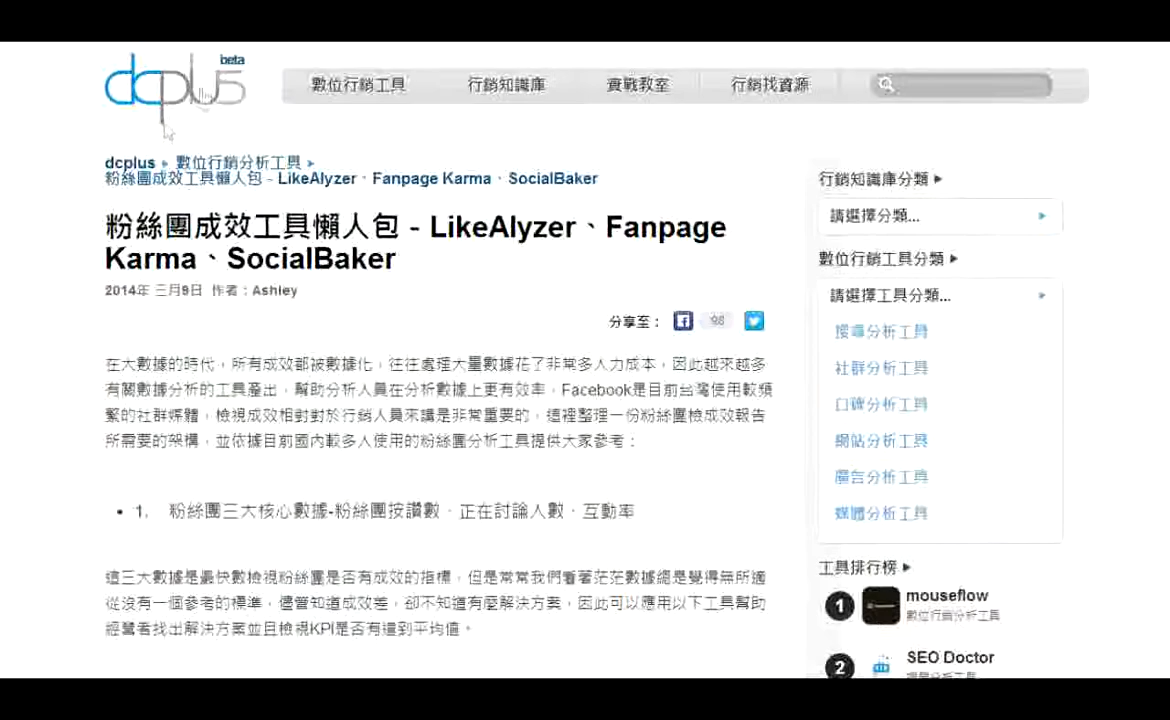 beta
dcplus
數位行銷工具 行銷知識庫 實戰教室 行銷找資源
dcplus 數位行銷分析工具
粉絲團成效工具懶人包 - LikeAlyzer、Fanpage Karma、SocialBaker
粉絲團成效工具懶人包 - LikeAlyzer、Fanpage
Karma、SocialBaker
2014年 三月9日 作者：Ashley
分享至： 98
在大數據的時代，所有成效都被數據化，往往處理大量數據花了非常多人力成本，因此越來越多
有關數據分析的工具產出，幫助分析人員在分析數據上更有效率，Facebook是目前台灣使用較頻
繁的社群媒體，檢視成效相對對於行銷人員來講是非常重要的，這裡整理一份粉絲團檢成效報告
所需要的架構，並依據目前國內較多人使用的粉絲團分析工具提供大家參考：
• 1. 粉絲團三大核心數據-粉絲團按讚數、正在討論人數、互動率
這三大數據是最快數檢視粉絲團是否有成效的指標，但是常常我們看著茫茫數據總是覺得無所適
從沒有一個參考的標準，儘管知道成效差，卻不知道有麼解決方案，因此可以應用以下工具幫助
經營者找出解決方案並且檢視KPI是否有達到平均值。
行銷知識庫分類
請選擇分類...
數位行銷工具分類
請選擇工具分類...
搜尋分析工具
社群分析工具
口碑分析工具
網站分析工具
廣告分析工具
媒體分析工具
工具排行榜
1 mouseflow
數位行銷分析工具
2 SEO Doctor